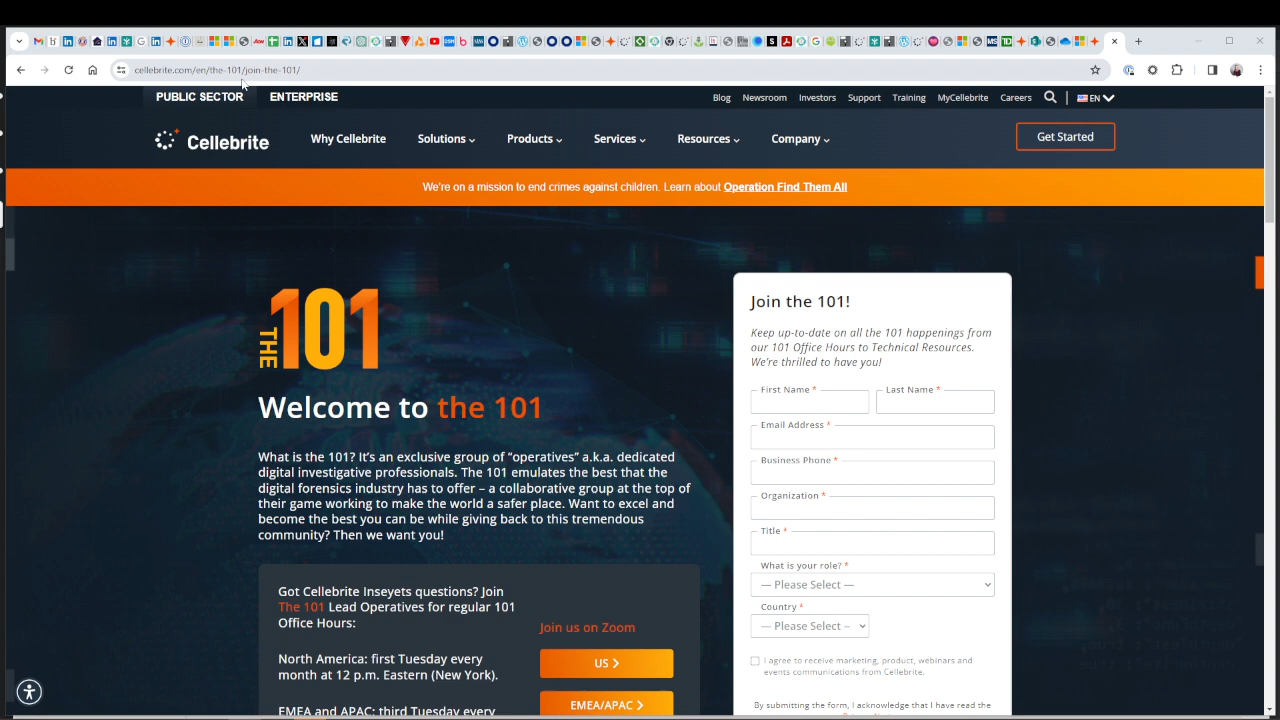 cellebrite.com/en/the-101/join-the-101/
PUBLIC SECTOR ENTERPRISE
Blog Newsroom Investors Support Training MyCellebrite Careers EN
Cellebrite Why Cellebrite Solutions Products Services Resources Company Get Started
We're on a mission to end crimes against children. Learn about Operation Find Them All
THE 101
Welcome to the 101
What is the 101? It's an exclusive group of “operatives” a.k.a. dedicated
digital investigative professionals. The 101 emulates the best that the
digital forensics industry has to offer – a collaborative group at the top of
their game working to make the world a safer place. Want to excel and
become the best you can be while giving back to this tremendous
community? Then we want you!
Got Cellebrite Inseyets questions? Join
The 101 Lead Operatives for regular 101
Office Hours:
North America: first Tuesday every
month at 12 p.m. Eastern (New York).
EMEA and APAC: third Tuesday every
Join us on Zoom
US
EMEA/APAC
Join the 101!
Keep up-to-date on all the 101 happenings from
our 101 Office Hours to Technical Resources.
We're thrilled to have you!
First Name * Last Name *
Email Address *
Business Phone *
Organization *
Title *
What is your role? *
— Please Select —
Country *
— Please Select –
I agree to receive marketing, product, webinars and
events communications from Cellebrite.
By submitting the form, I acknowledge that I have read the